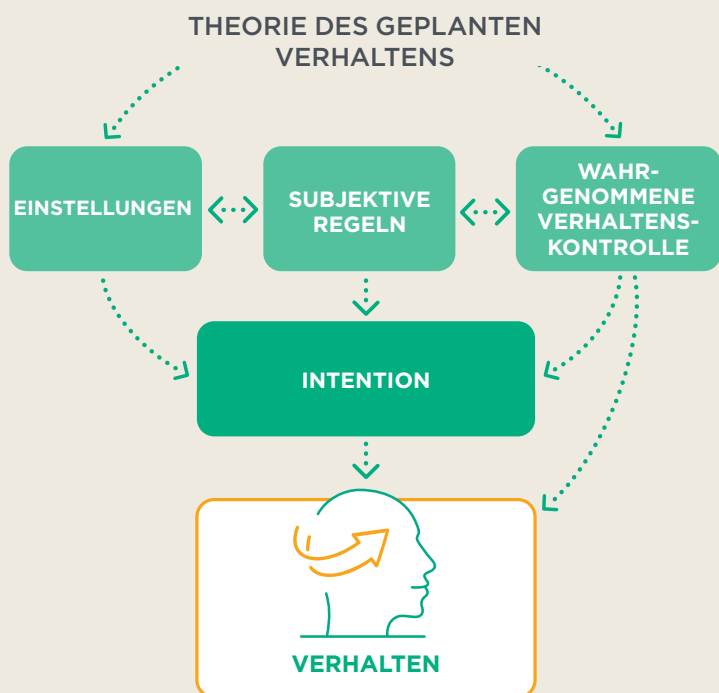 THEORIE DES GEPLANTEN
VERHALTENS
EINSTELLUNGEN
SUBJEKTIVE
REGELN
WAHR-
GENOMMENE
VERHALTENS-
KONTROLLE
INTENTION
VERHALTEN